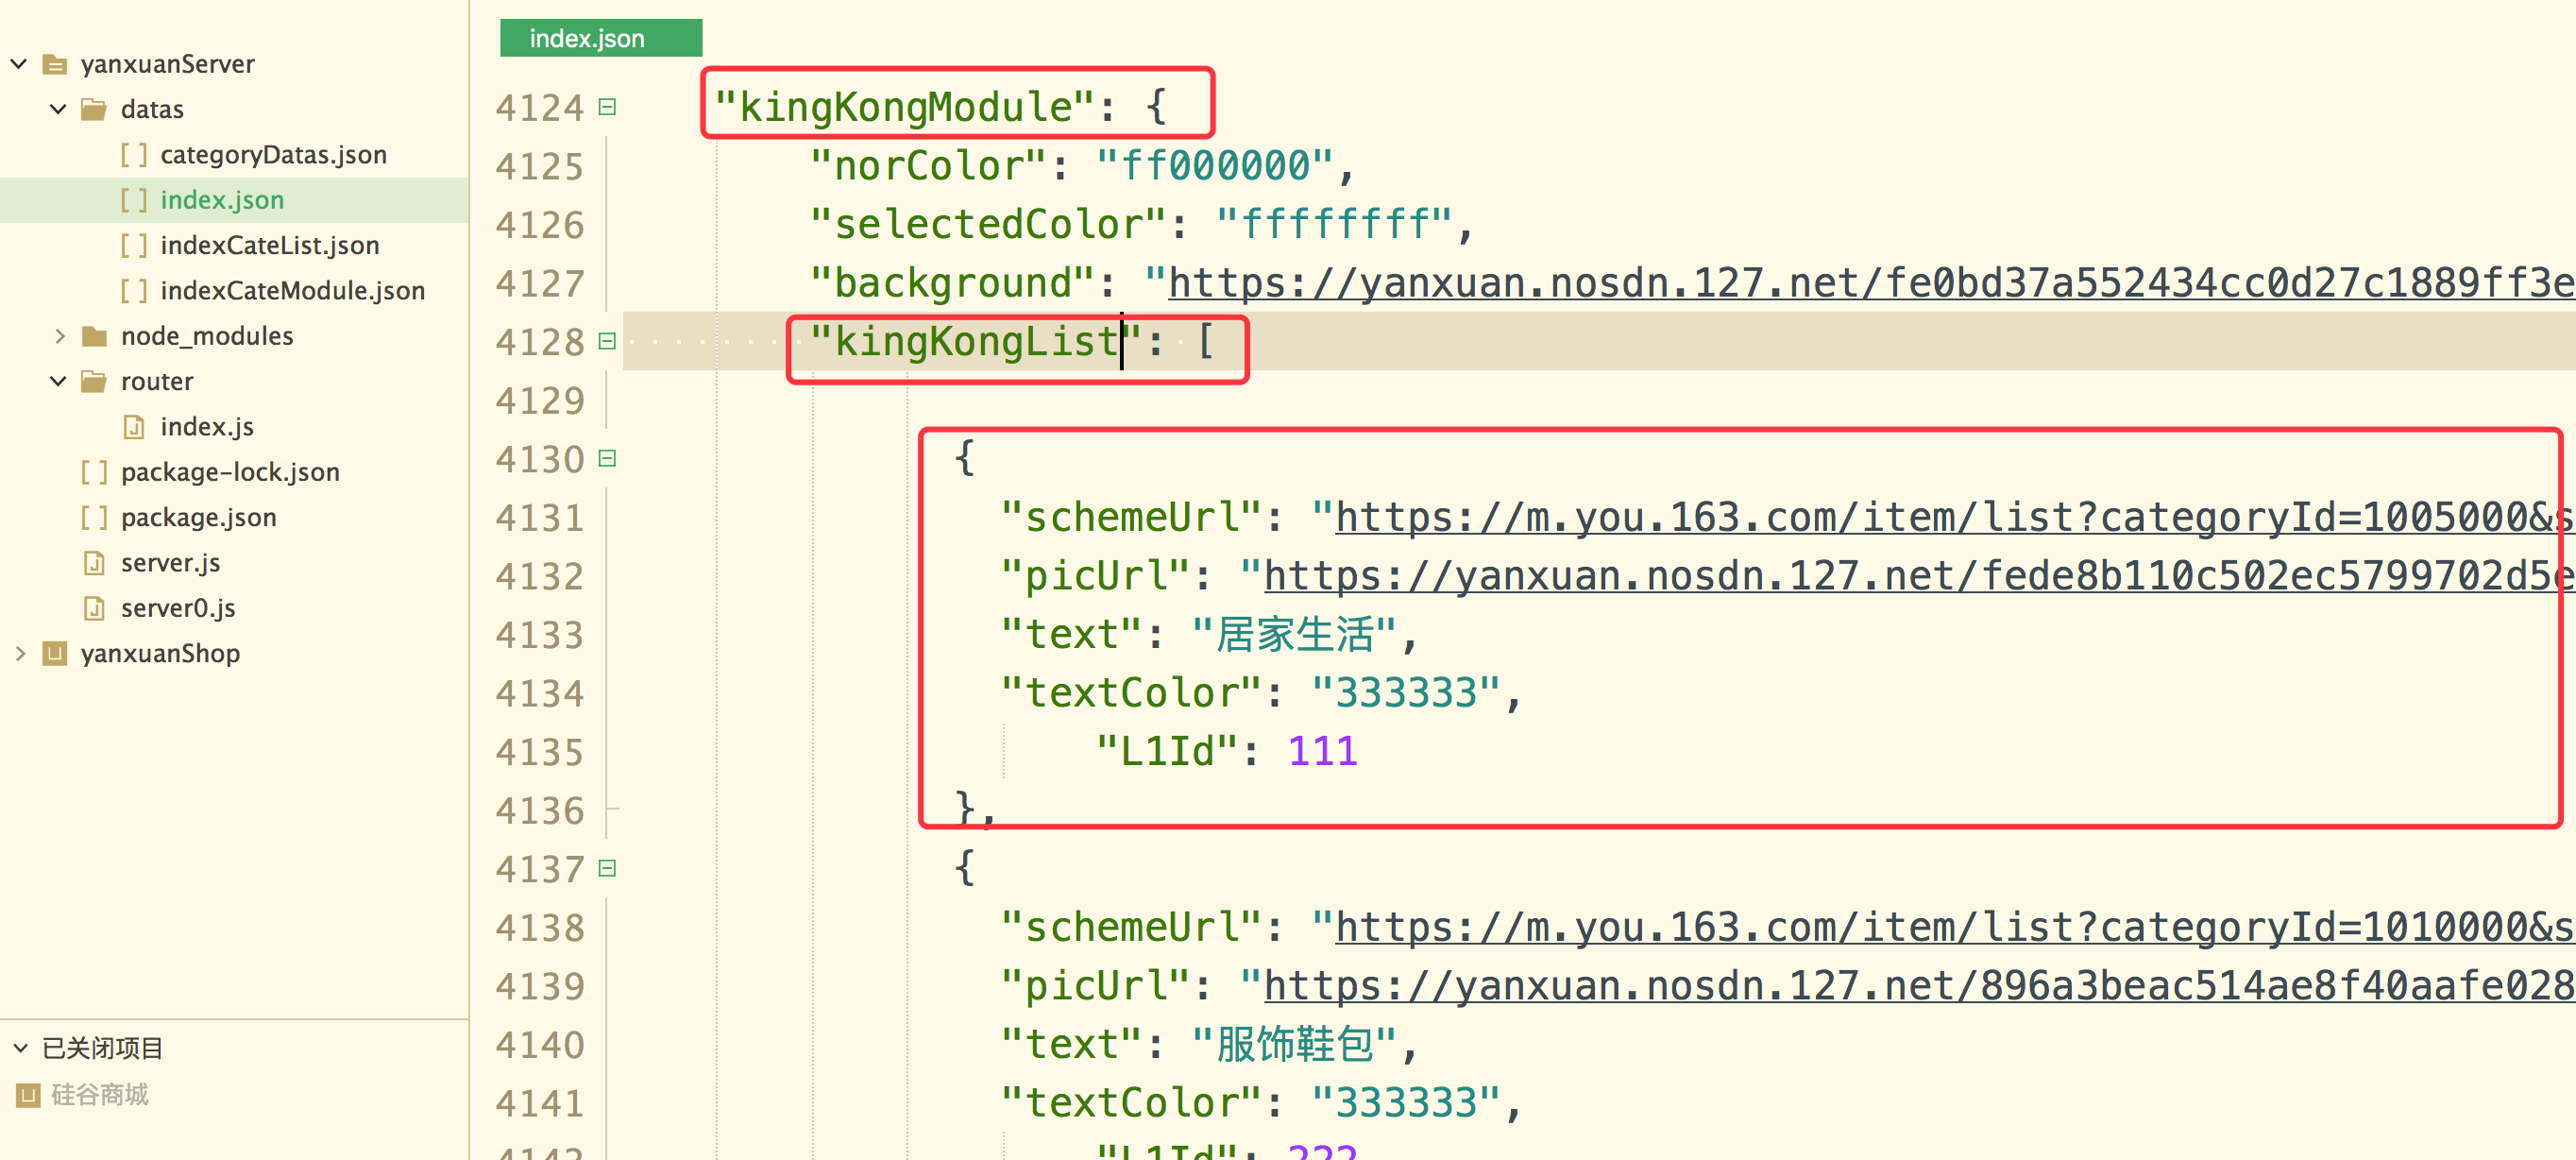 yanxuanServer
datas
categoryDatas.json
index.json
indexCateList.json
indexCateModule.json
node_modules
router
index.js
package-lock.json
package.json
server.js
server0.js
yanxuanShop
已关闭项目
硅谷商城
index.json
4124 "kingKongModule": {
4125 "norColor": "ff000000",
4126 "selectedColor": "ffffffff",
4127 "background": "https://yanxuan.nosdn.127.net/fe0bd37a552434cc0d27c1889ff3e
4128 "kingKongList": [
4129
4130 {
4131 "schemeUrl": "https://m.you.163.com/item/list?categoryId=1005000&s
4132 "picUrl": "https://yanxuan.nosdn.127.net/fede8b110c502ec5799702d5e
4133 "text": "居家生活",
4134 "textColor": "333333",
4135 "L1Id": 111
4136 },
4137 {
4138 "schemeUrl": "https://m.you.163.com/item/list?categoryId=1010000&s
4139 "picUrl": "https://yanxuan.nosdn.127.net/896a3beac514ae8f40aafe028
4140 "text": "服饰鞋包",
4141 "textColor": "333333",
4142 "L1Id": 222